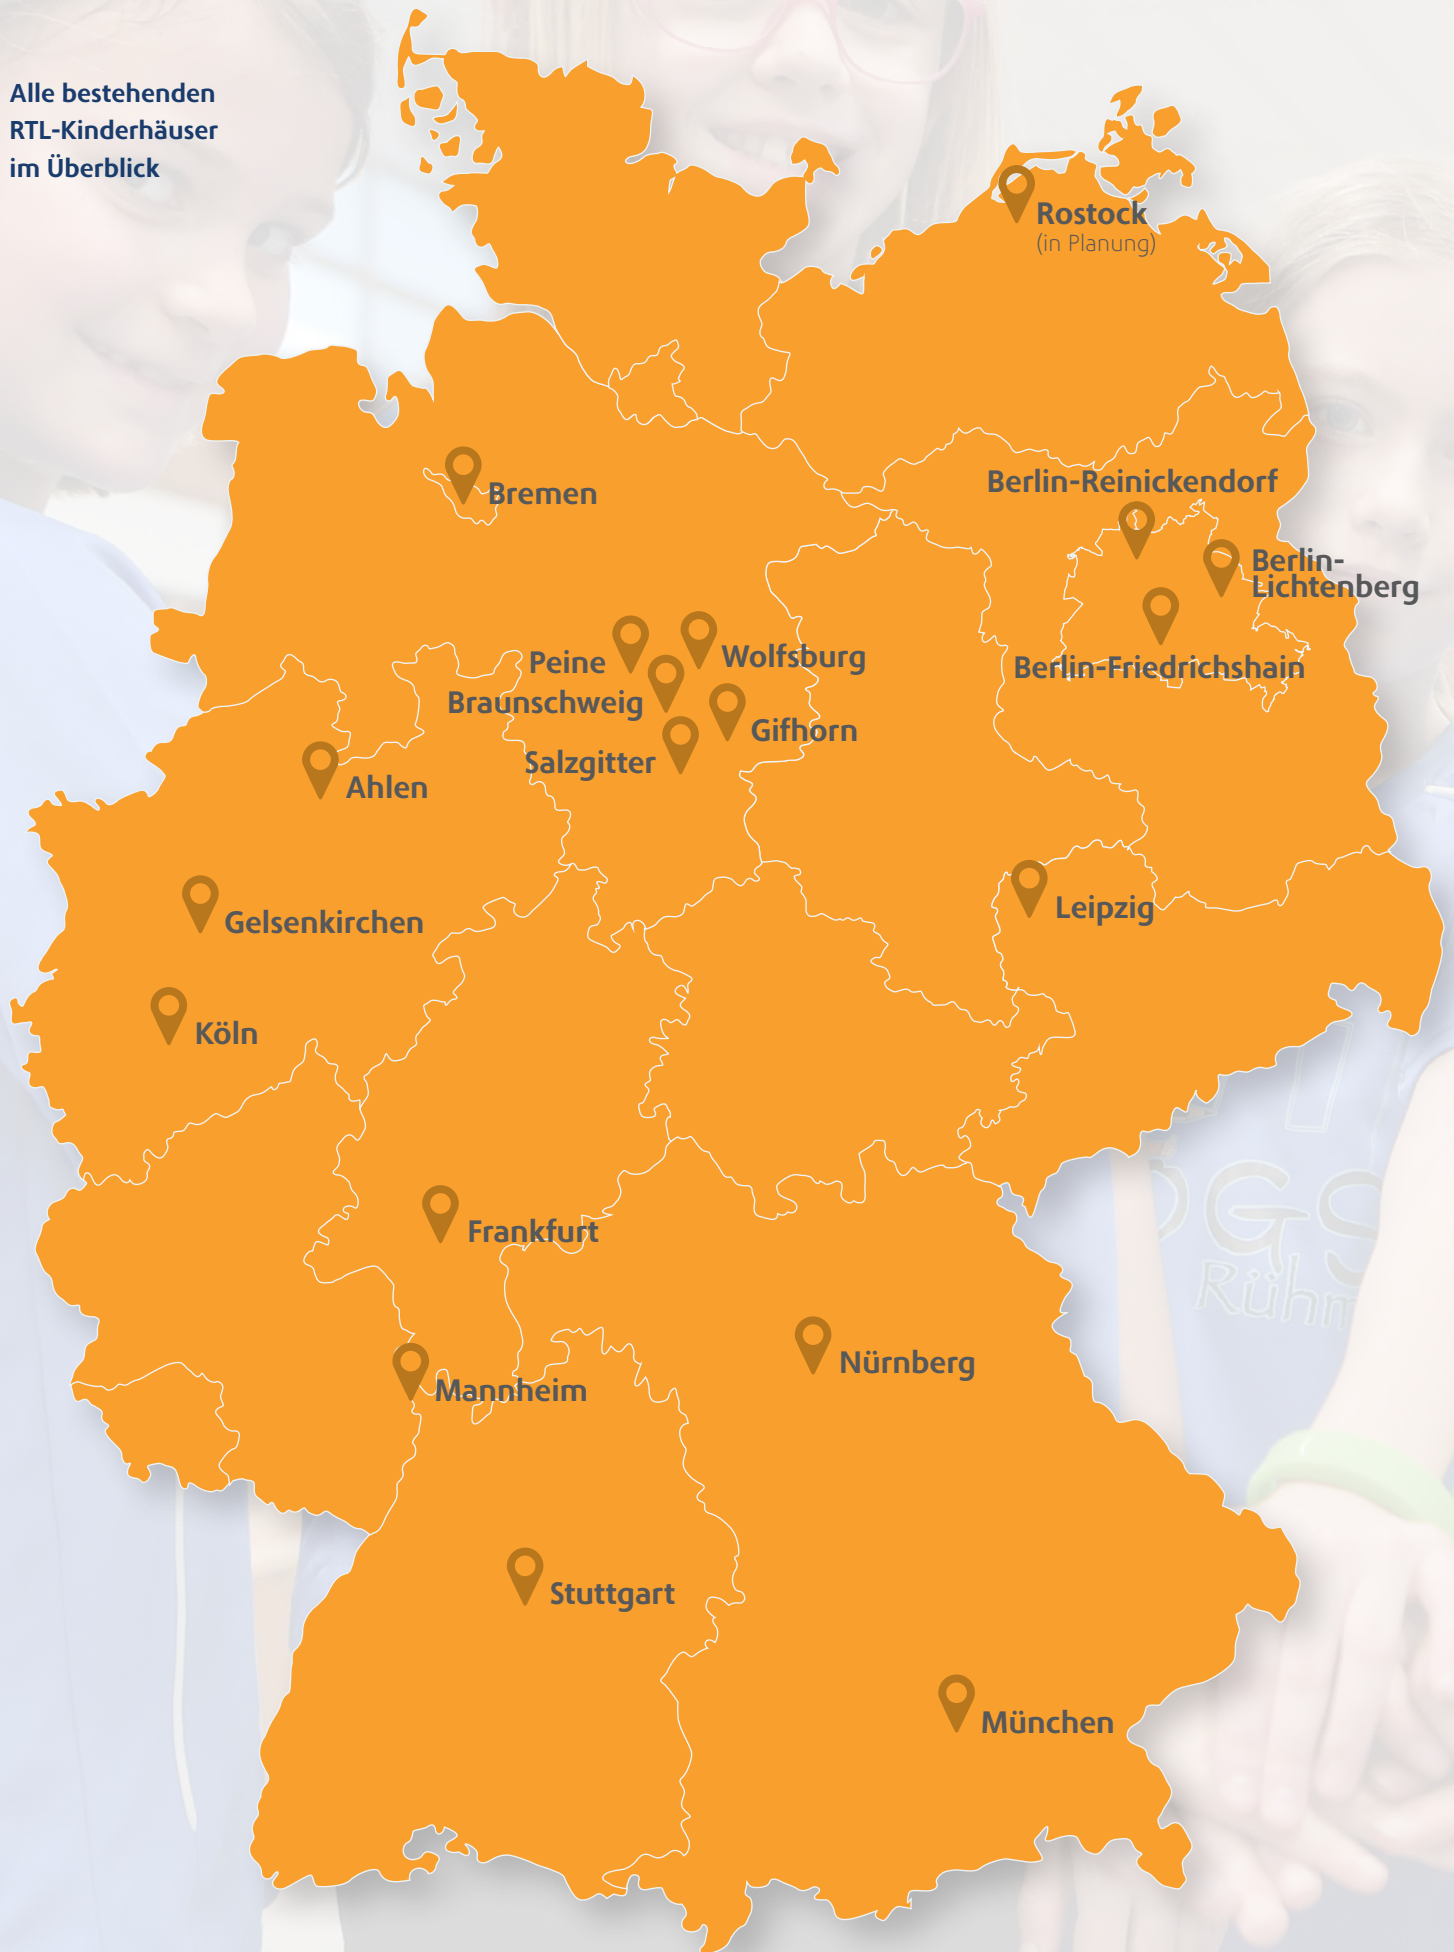 Alle bestehenden
RTL-Kinderhäuser
im Überblick
Rostock
(in Planung)
Berlin-Reinickendorf
Bremen
Berlin-
Lichtenberg
Peine
Wolfsburg
Berlin-Friedrichshain
Braunschweig
Gifhorn
Salzgitter
Ahlen
Leipzig
Gelsenkirchen
Köln
Frankfurt
Nürnberg
Mannheim
Stuttgart
München